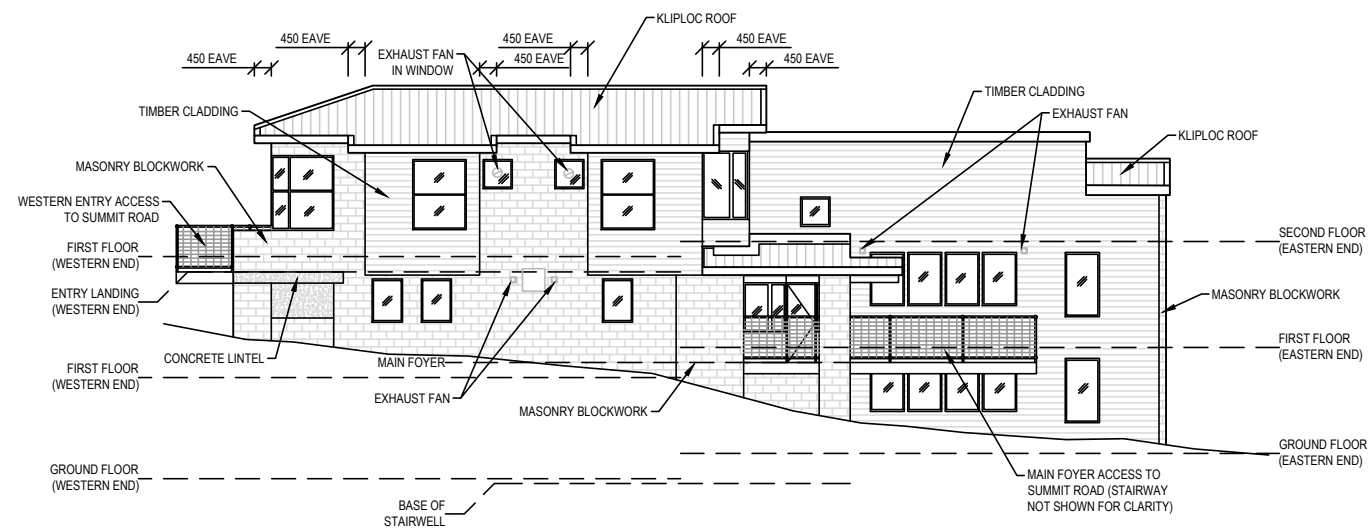 KLIPLOC ROOF
450 EAVE
450 EAVE
450 EAVE
450 EAVE
EXHAUST FAN
IN WINDOW
450 EAVE
450 EAVE
TIMBER CLADDING
TIMBER CLADDING
EXHAUST FAN
KLIPLOC ROOF
MASONRY BLOCKWORK
WESTERN ENTRY ACCESS
TO SUMMIT ROAD
FIRST FLOOR
(WESTERN END)
SECOND FLOOR
(EASTERN END)
ENTRY LANDING
(WESTERN END)
MASONRY BLOCKWORK
CONCRETE LINTEL
MAIN FOYER
FIRST FLOOR
(EASTERN END)
FIRST FLOOR
(WESTERN END)
EXHAUST FAN
MASONRY BLOCKWORK
GROUND FLOOR
(EASTERN END)
GROUND FLOOR
(WESTERN END)
MAIN FOYER ACCESS TO
SUMMIT ROAD (STAIRWAY
NOT SHOWN FOR CLARITY)
BASE OF
STAIRWELL